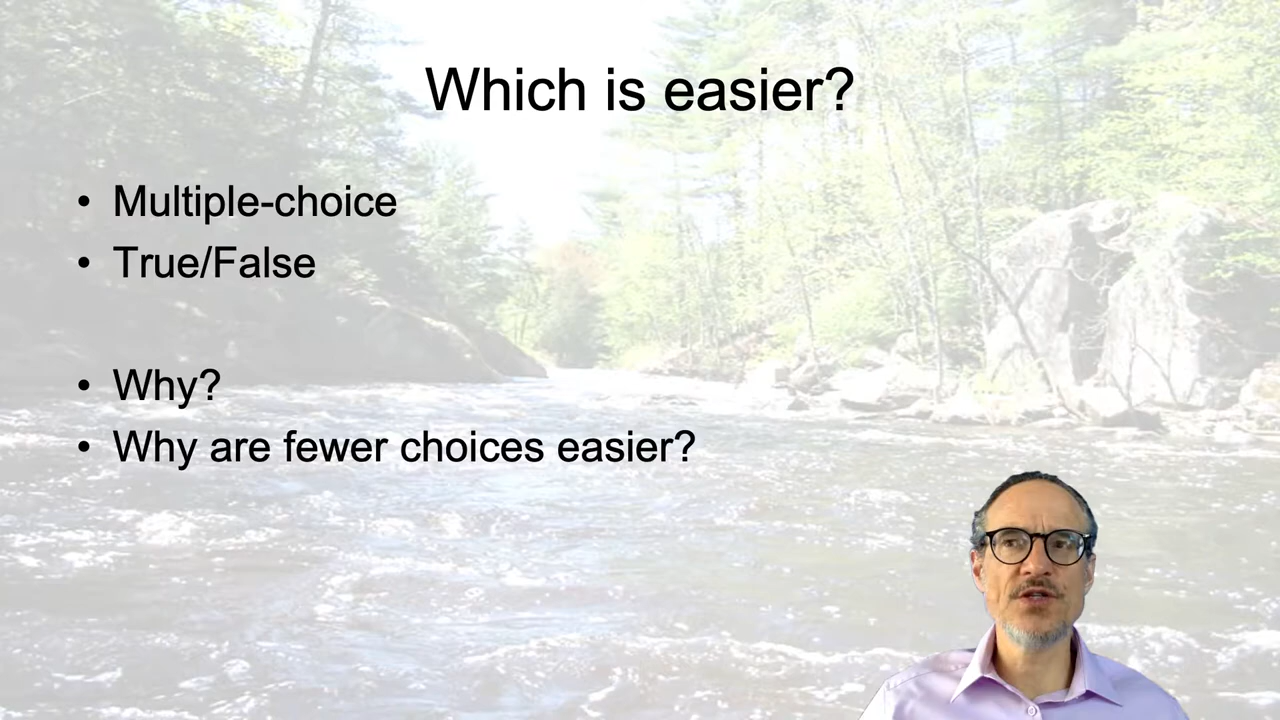 Which is easier?
• Multiple-choice
• True/False
• Why?
• Why are fewer choices easier?